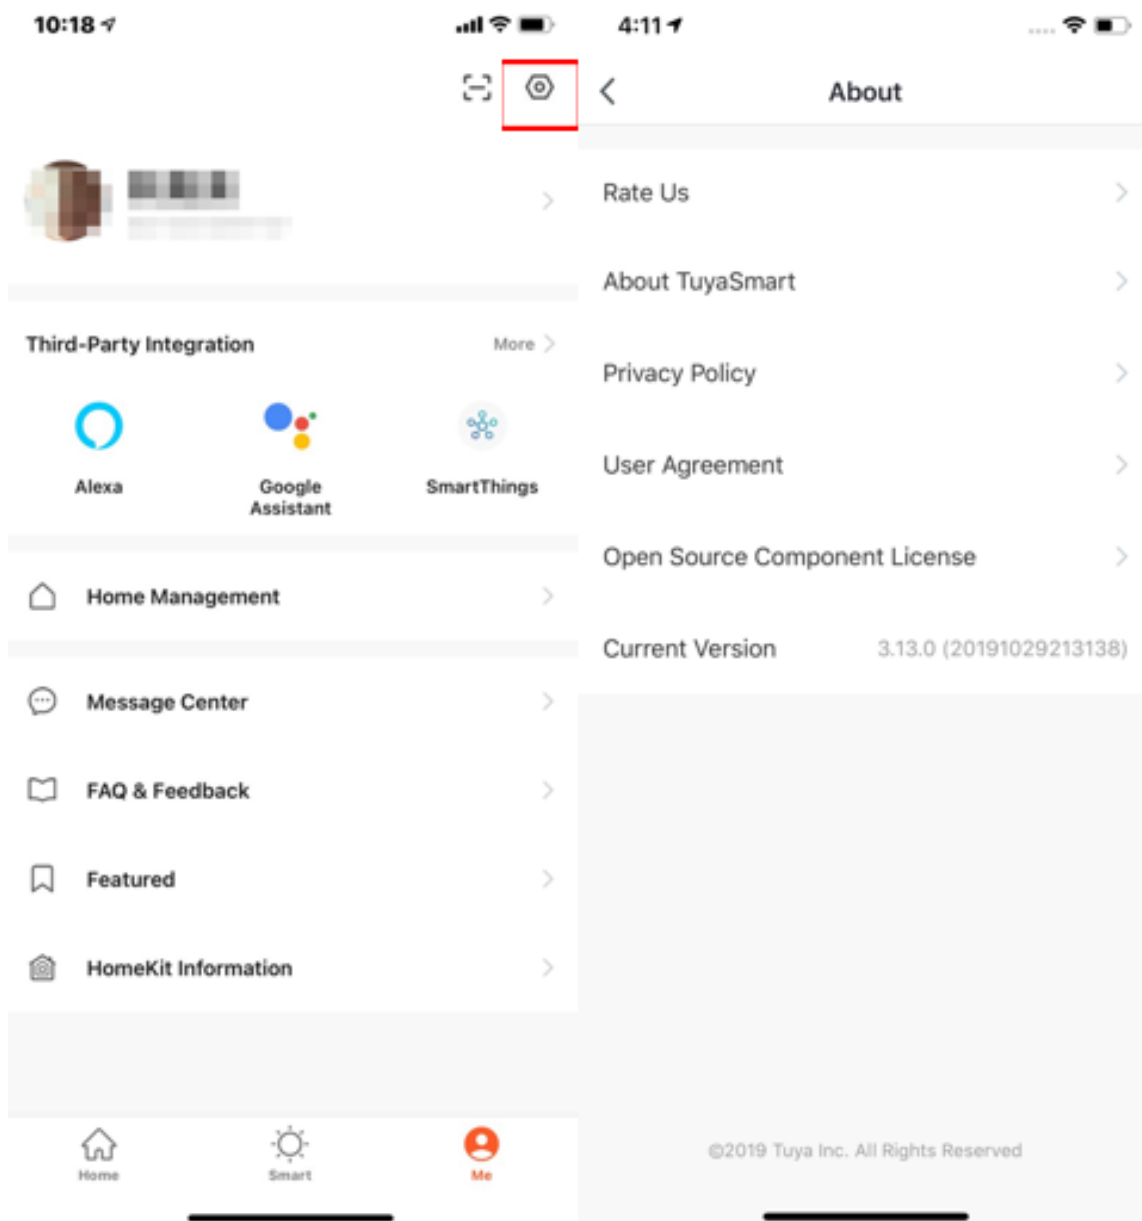 10:18
Third-Party Integration
More
Alexa
Google
Assistant
SmartThings
Home Management
Message Center
FAQ & Feedback
Featured
HomeKit Information
Home
Smart
Me
4:11
About
Rate Us
About TuyaSmart
Privacy Policy
User Agreement
Open Source Component License
Current Version 3.13.0 (20191029213138)
©2019 Tuya Inc. All Rights Reserved